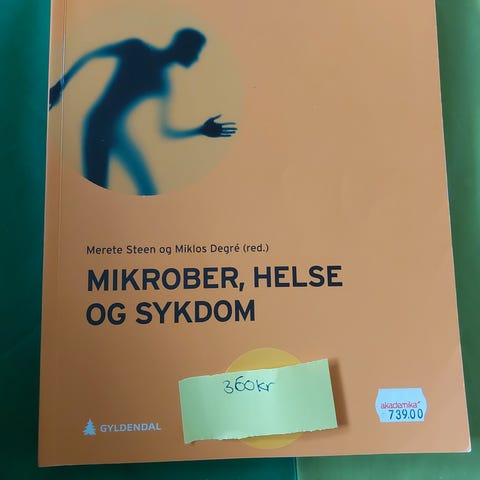 Merete Steen og Miklos Degré (red.)
MIKROBER, HELSE
OG SYKDOM
360kr
akademika
739.00
GYLDENDAL